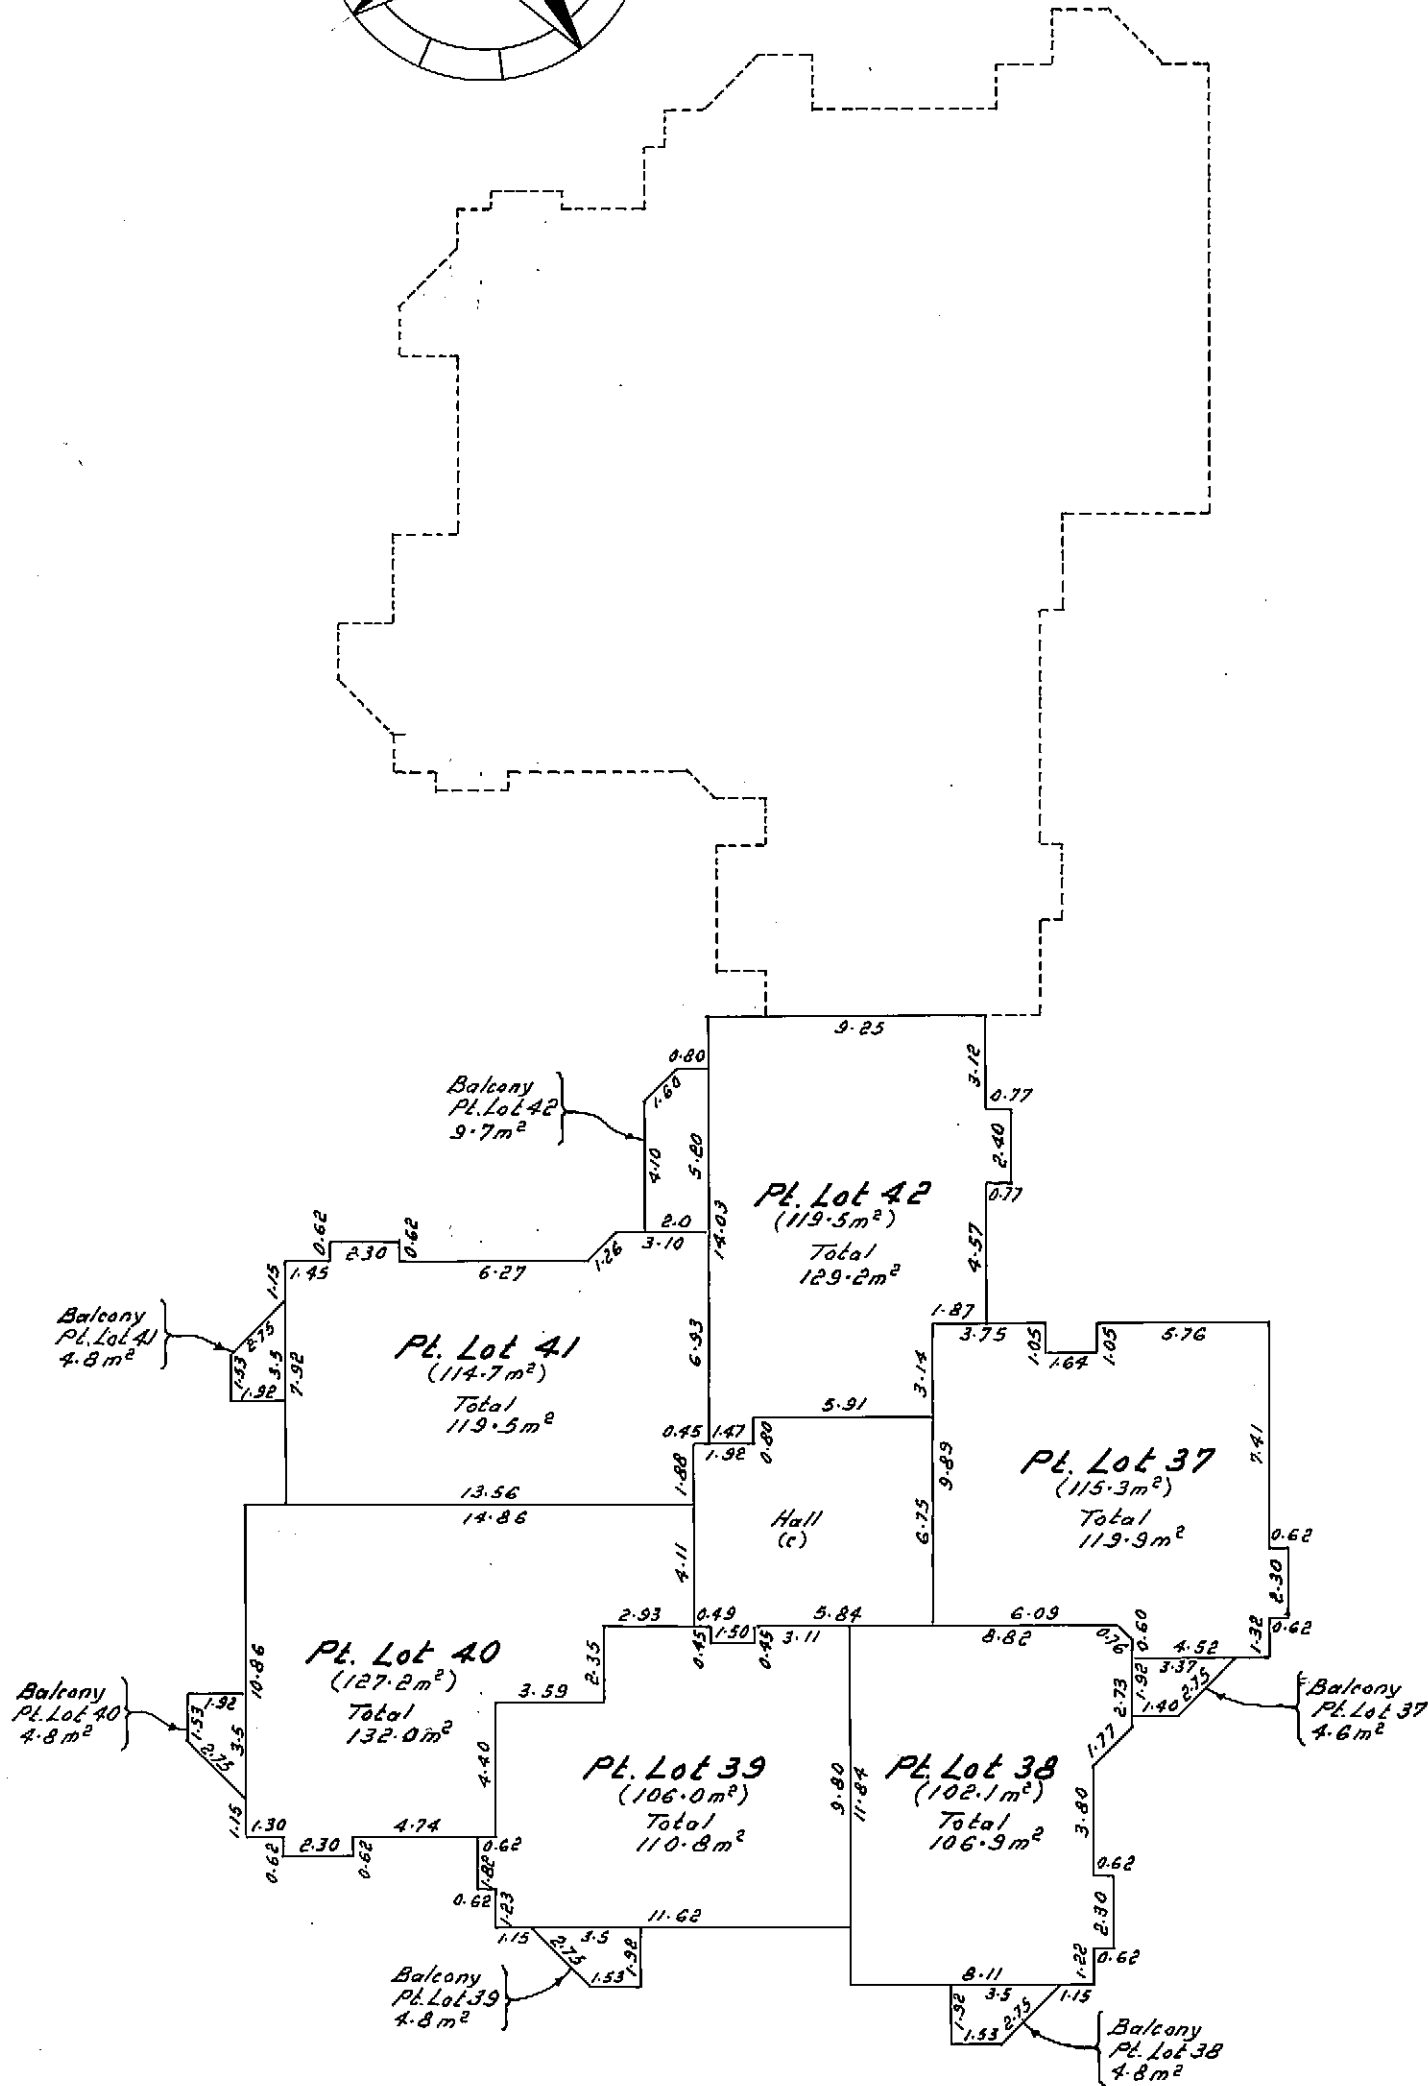 9.25
0.80
3.12
Balcony
Pt. Lot 42
9.7m²
1.60
0.77
4.10
5.20
2.40
Pt. Lot 42
(119.5m²)
Total
129.2m²
0.77
14.03
2.0
3.10
4.57
0.62
2.30
0.62
1.45
6.27
1.26
1.15
Balcony
Pt. Lot 41
4.8m²
2.75
3.5
1.53
1.92
7.92
Pt. Lot 41
(114.7m²)
Total
119.5m²
6.93
1.87
3.75
1.05
1.64
1.05
5.76
3.14
5.91
0.45
1.47
1.92
0.80
1.88
9.89
7.41
Pt. Lot 37
(115.3m²)
Total
119.9m²
13.56
14.86
Hall
(c)
6.75
4.11
0.62
2.30
0.62
1.32
2.93
0.49
5.84
6.09
0.45
1.50
0.45
3.11
8.82
0.76
0.60
4.52
3.37
1.92
2.73
1.40
2.75
Balcony
Pt. Lot 37
4.6m²
Pt. Lot 40
(127.2m²)
Total
132.0m²
10.86
2.35
3.59
Balcony
Pt. Lot 40
4.8m²
1.92
1.53
3.5
2.75
1.15
4.40
Pt. Lot 39
(106.0m²)
Total
110.8m²
9.80
11.84
Pt. Lot 38
(102.1m²)
Total
106.9m²
1.77
3.80
1.30
0.62
2.30
0.62
4.74
0.62
1.82
0.62
1.23
0.62
2.30
0.62
1.22
11.62
1.15
3.5
2.75
1.92
1.53
Balcony
Pt. Lot 39
4.8m²
8.11
3.5
1.15
1.92
2.75
1.53
Balcony
Pt. Lot 38
4.8m²